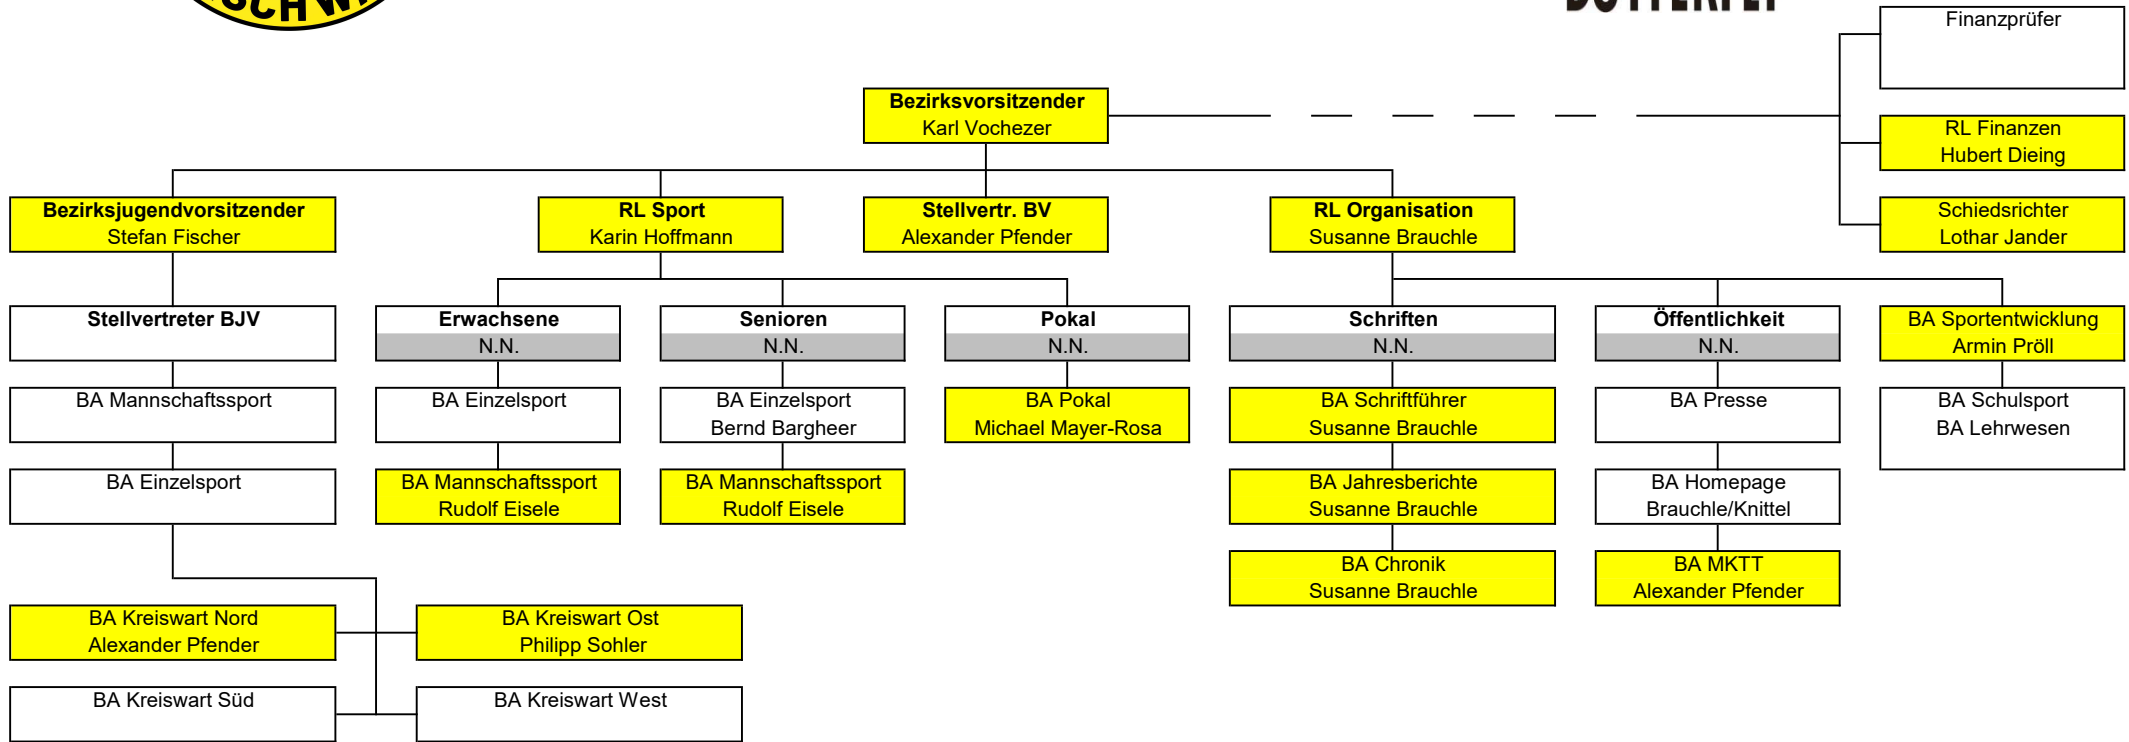 Finanzprüfer
Bezirksvorsitzender
Karl Vochezer
RL Finanzen
Hubert Dieing
Bezirksjugendvorsitzender
Stefan Fischer
RL Sport
Karin Hoffmann
Stellvertr. BV
Alexander Pfender
RL Organisation
Susanne Brauchle
Schiedsrichter
Lothar Jander
Stellvertreter BJV
Erwachsene
N.N.
Senioren
N.N.
Pokal
N.N.
Schriften
N.N.
Öffentlichkeit
N.N.
BA Sportentwicklung
Armin Pröll
BA Mannschaftssport
BA Einzelsport
BA Einzelsport
Bernd Bargheer
BA Pokal
Michael Mayer-Rosa
BA Schriftführer
Susanne Brauchle
BA Presse
BA Schulsport
BA Lehrwesen
BA Einzelsport
BA Mannschaftssport
Rudolf Eisele
BA Mannschaftssport
Rudolf Eisele
BA Jahresberichte
Susanne Brauchle
BA Homepage
Brauchle/Knittel
BA Chronik
Susanne Brauchle
BA MKTT
Alexander Pfender
BA Kreiswart Nord
Alexander Pfender
BA Kreiswart Ost
Philipp Sohler
BA Kreiswart Süd
BA Kreiswart West